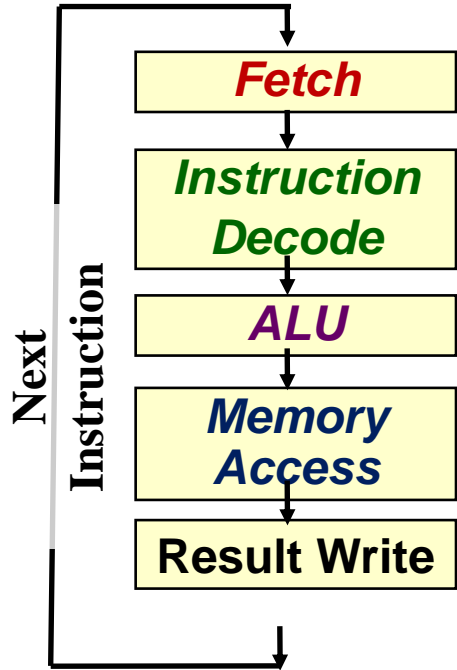 Fetch
Instruction
Decode
ALU
Memory
Access
Result Write
Next
Instruction